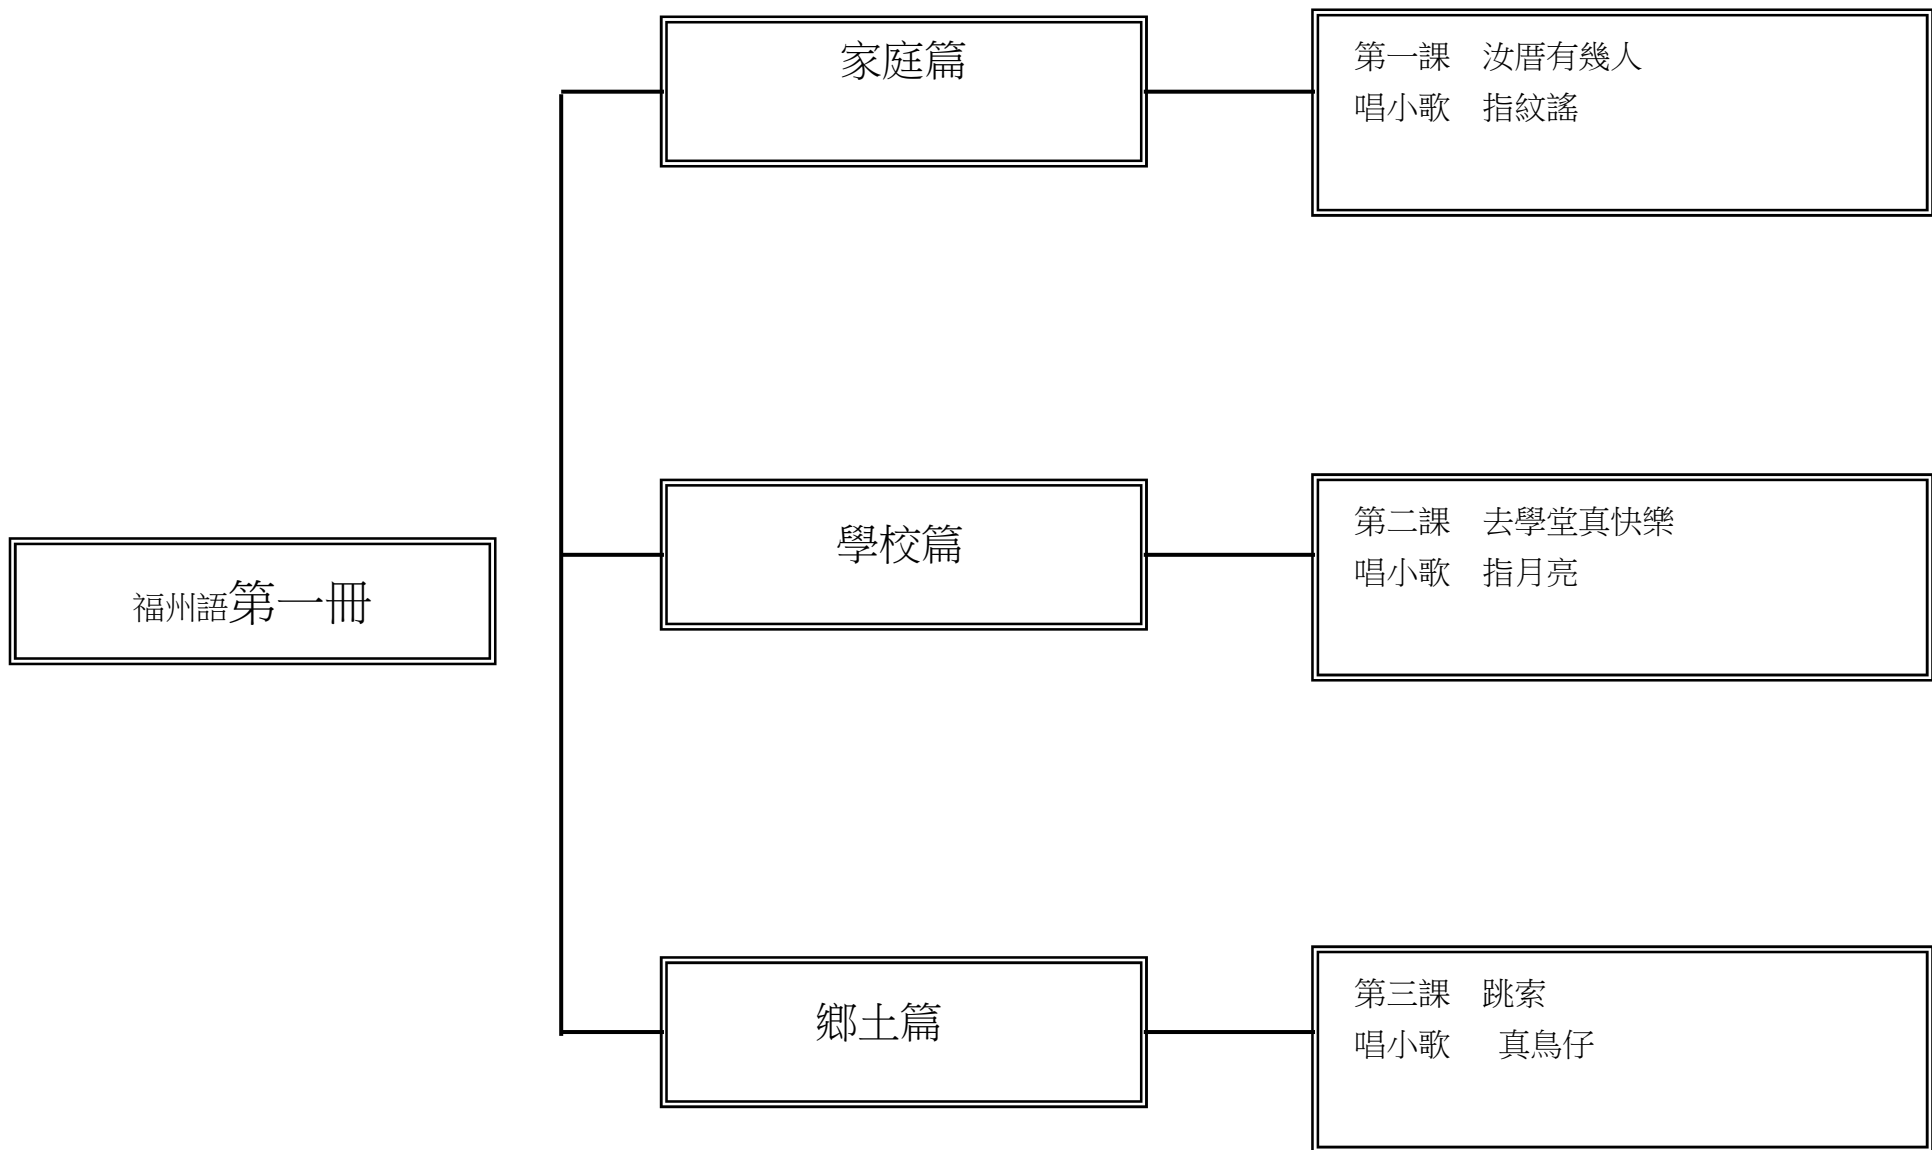 福州語第一冊
家庭篇
第一課　汝厝有幾人
唱小歌　指紋謠
學校篇
第二課　去學堂真快樂
唱小歌　指月亮
鄉土篇
第三課　跳索
唱小歌　真鳥仔